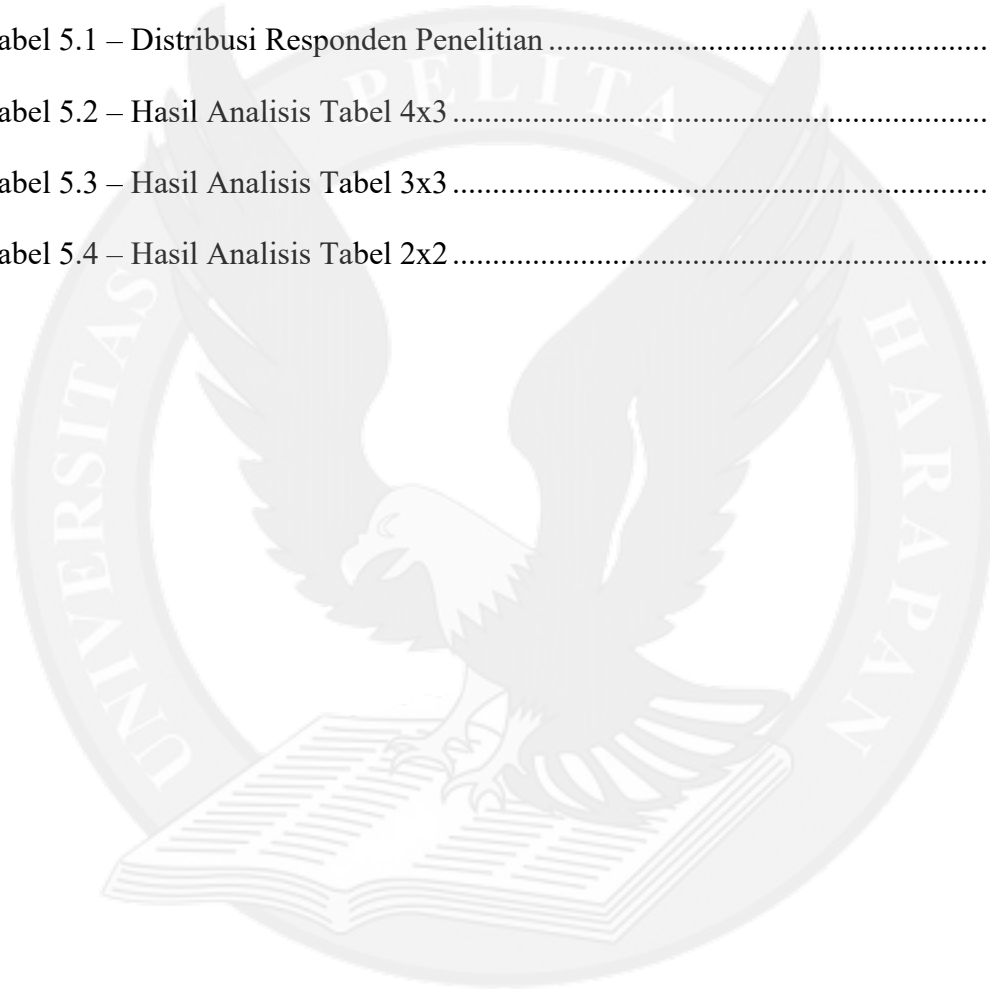 abel 5.1 – Distribusi Responden Penelitian........................................................
abel 5.2 – Hasil Analisis Tabel 4x3....................................................................
abel 5.3 – Hasil Analisis Tabel 3x3....................................................................
abel 5.4 – Hasil Analisis Tabel 2x2....................................................................
UNIVERSITAS PELITA HARAPAN